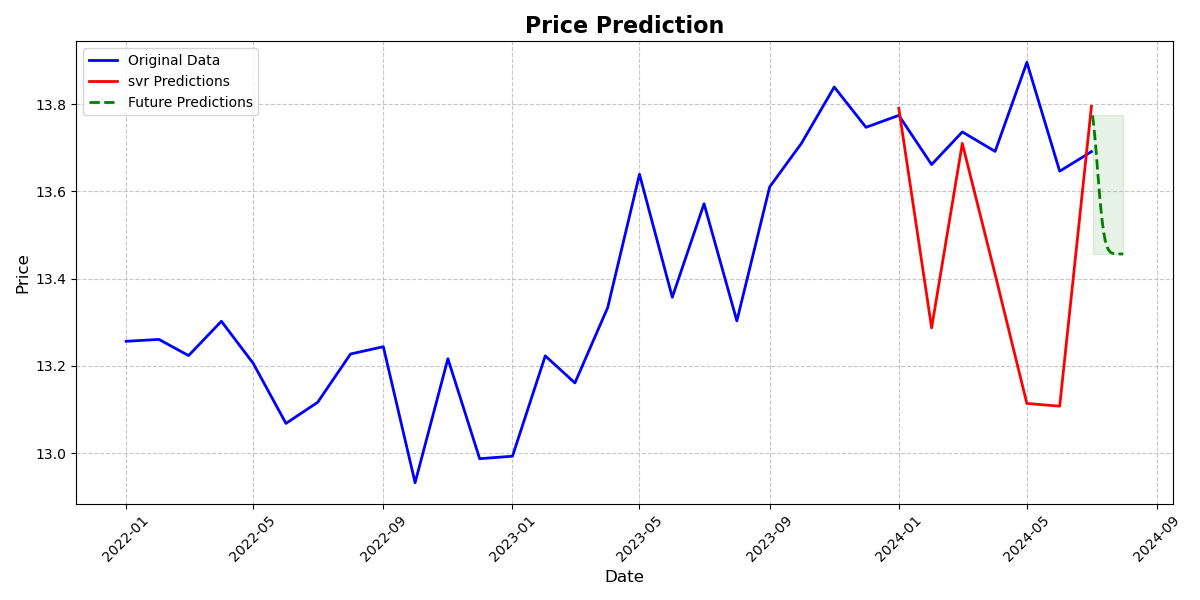 Price Prediction
Original Data
svr Predictions
Future Predictions
Price
13.8
13.6
13.4
13.2
13.0
2022-01
2022-05
2022-09
2023-01
2023-05
2023-09
2024-01
2024-05
2024-09
Date